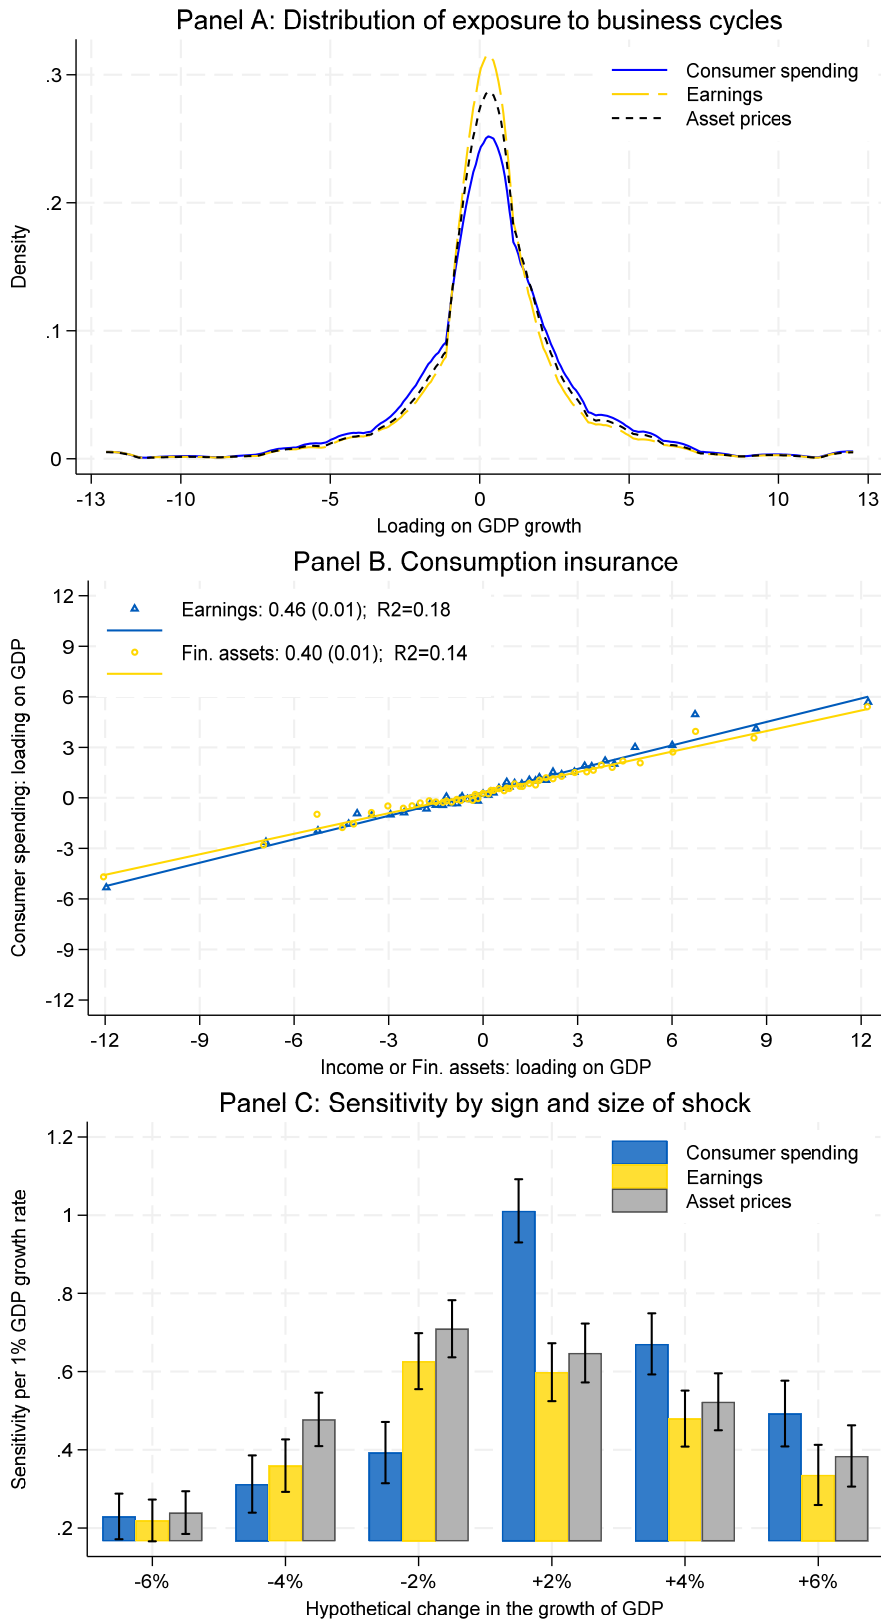 Panel A: Distribution of exposure to business cycles
Consumer spending
Earnings
Asset prices
Density
.3
.2
.1
0
-13
-10
-5
0
5
10
13
Loading on GDP growth
Panel B. Consumption insurance
Earnings: 0.46 (0.01); R2=0.18
Fin. assets: 0.40 (0.01); R2=0.14
Consumer spending: loading on GDP
12
9
6
3
0
-3
-6
-9
-12
-12
-9
-6
-3
0
3
6
9
12
Income or Fin. assets: loading on GDP
Panel C: Sensitivity by sign and size of shock
Consumer spending
Earnings
Asset prices
Sensitivity per 1% GDP growth rate
1.2
1
.8
.6
.4
.2
-6%
-4%
-2%
+2%
+4%
+6%
Hypothetical change in the growth of GDP